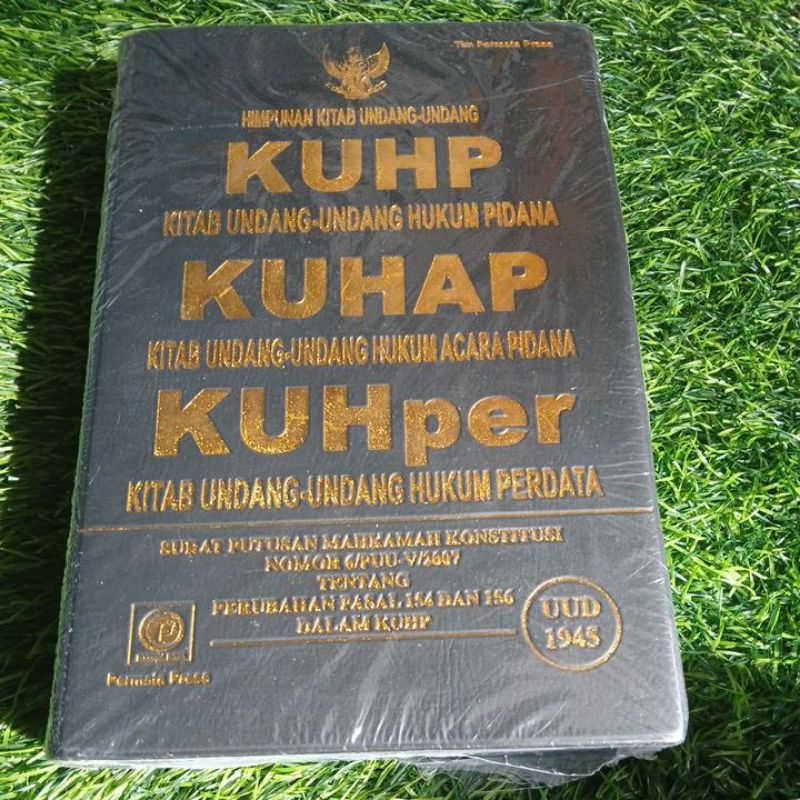 Tim Permata Press
HIMPUNAN KITAB UNDANG-UNDANG
KUHP
KITAB UNDANG-UNDANG HUKUM PIDANA
KUHAP
KITAB UNDANG-UNDANG HUKUM ACARA PIDANA
KUHper
KITAB UNDANG-UNDANG HUKUM PERDATA
SURAT PUTUSAN MAHKAMAH KONSTITUSI
NOMOR 6/PUU-V/2007
TENTANG
PERUBAHAN PASAL 154 DAN 156
DALAM KUHP
UUD
1945
Permata Press